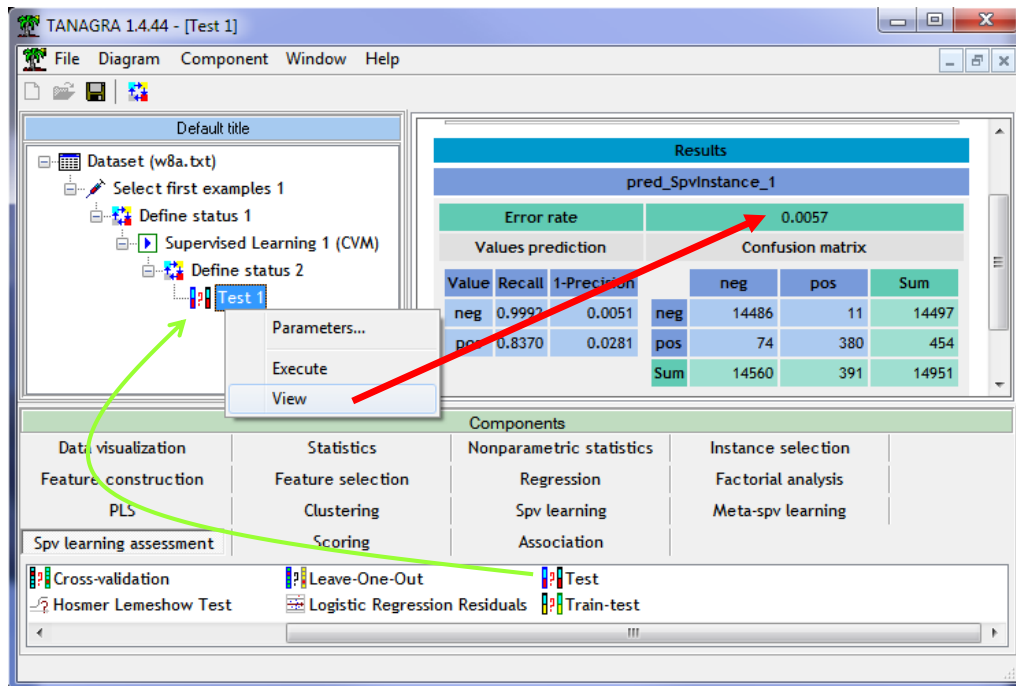 TANAGRA 1.4.44 - [Test 1]
File Diagram Component Window Help
Default title
Dataset (w8a.txt)
Select first examples 1
Define status 1
Supervised Learning 1 (CVM)
Define status 2
Test 1
Parameters...
Execute
View
Results
pred_SpvInstance_1
Error rate 0.0057
Values prediction Confusion matrix
Value Recall 1-Precision neg pos Sum
neg 0.9992 0.0051 neg 14486 11 14497
pos 0.8370 0.0281 pos 74 380 454
Sum 14560 391 14951
Components
Data visualization Statistics Nonparametric statistics Instance selection
Feature construction Feature selection Regression Factorial analysis
PLS Clustering Spv learning Meta-spv learning
Spv learning assessment Scoring Association
Cross-validation Leave-One-Out Test
Hosmer Lemeshow Test Logistic Regression Residuals Train-test